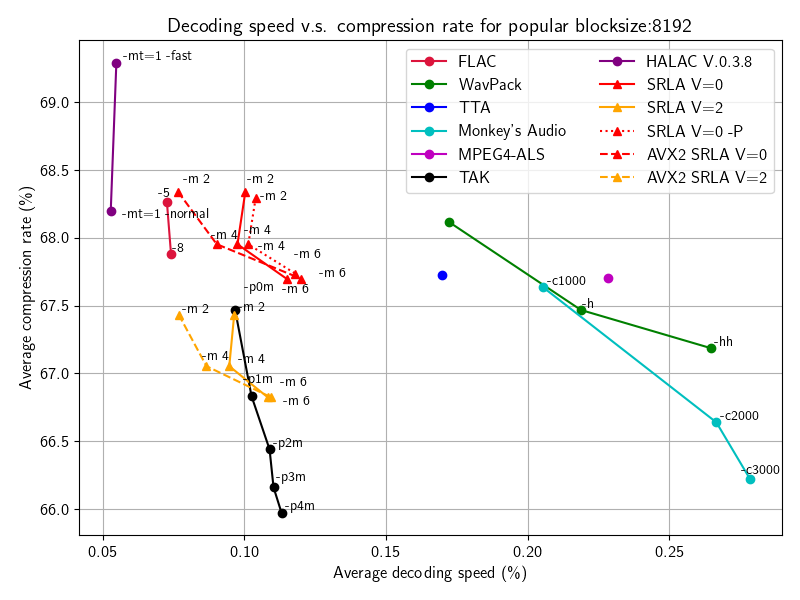 Decoding speed v.s. compression rate for popular blocksize:8192
FLAC
WavPack
TTA
Monkey's Audio
MPEG4-ALS
TAK
HALAC V.0.3.8
SRLA V=0
SRLA V=2
SRLA V=0 -P
AVX2 SRLA V=0
AVX2 SRLA V=2
-mt=1 -fast
-mt=1 -normal
-5
-8
-m 2
-m 2
-m 2
-m 4
-m 4
-m 4
-m 6
-m 6
-m 6
-p0m
-m 2
-m 2
-m 4
-m 4
-p1m
-m 6
-m 6
-p2m
-p3m
-p4m
-c1000
-h
-hh
-c2000
-c3000
69.0
68.5
68.0
67.5
67.0
66.5
66.0
Average compression rate (%)
0.05
0.10
0.15
0.20
0.25
Average decoding speed (%)